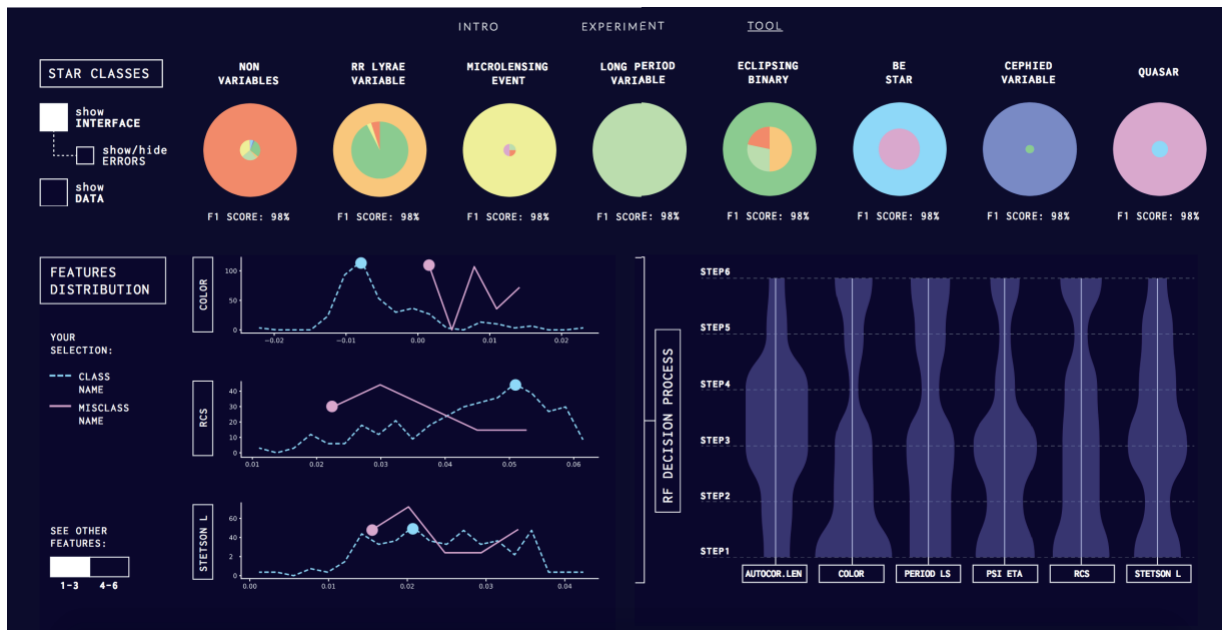 INTRO
EXPERIMENT
TOOL
STAR CLASSES
show
INTERFACE
show/hide
ERRORS
show
DATA
NON
VARIABLES
F1 SCORE: 98%
RR LYRAE
VARIABLE
F1 SCORE: 98%
MICROLENSING
EVENT
F1 SCORE: 98%
LONG PERIOD
VARIABLE
F1 SCORE: 98%
ECLIPSING
BINARY
F1 SCORE: 98%
BE
STAR
F1 SCORE: 98%
CEPHIED
VARIABLE
F1 SCORE: 98%
QUASAR
F1 SCORE: 98%
FEATURES
DISTRIBUTION
YOUR
SELECTION:
CLASS
NAME
MISCLASS
NAME
SEE OTHER
FEATURES:
1-3 4-6
COLOR
100
50
0
−0.02 −0.01 0.00 0.01 0.02
RCS
40
30
20
10
0
0.01 0.02 0.03 0.04 0.05 0.06
STETSON L
60
40
2
0
0.00 0.01 0.02 0.03 0.04
RF DECISION PROCESS
STEP6
STEP5
STEP4
STEP3
STEP2
STEP1
AUTOCOR.LEN COLOR PERIOD LS PSI ETA RCS STETSON L